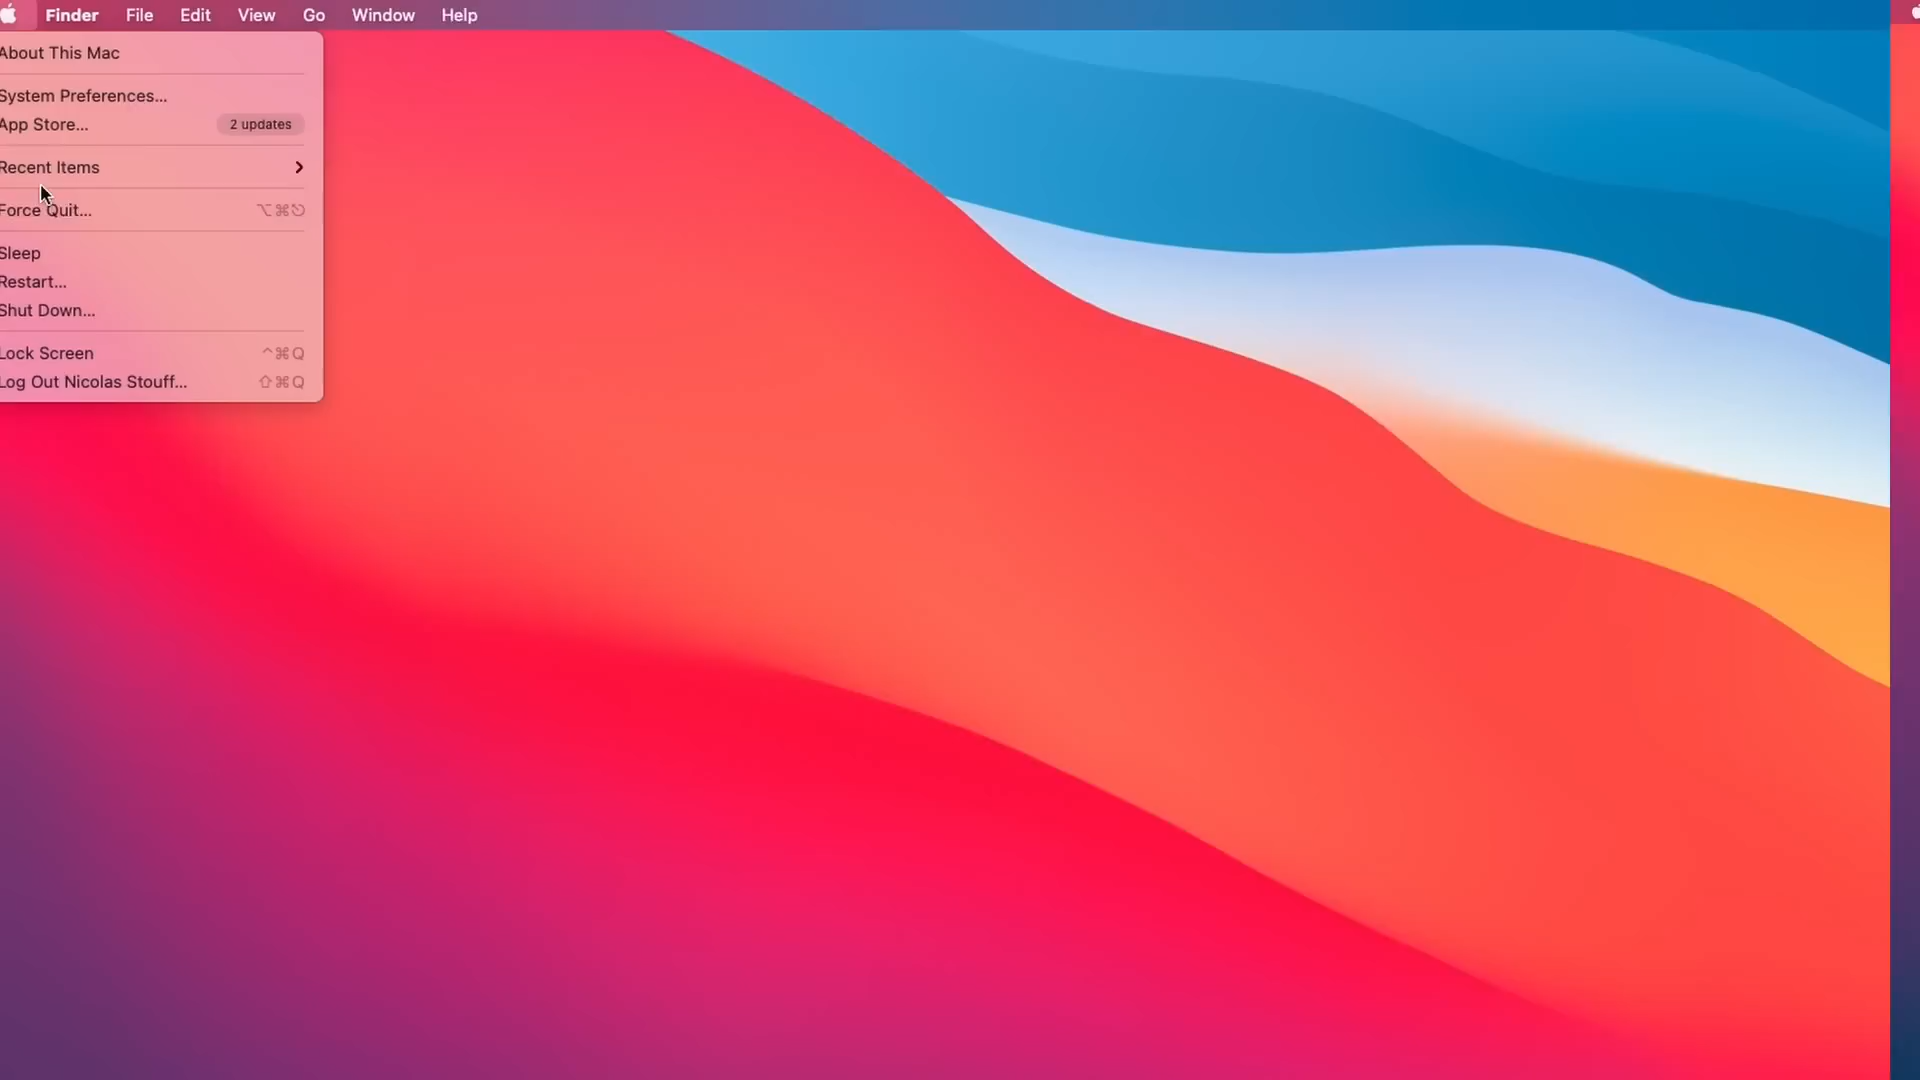 Finder File Edit View Go Window Help
About This Mac
System Preferences...
App Store... 2 updates
Recent Items
Force Quit... ⌥⌘⎋
Sleep
Restart...
Shut Down...
Lock Screen ^⌘Q
Log Out Nicolas Stouff... ⇧⌘Q